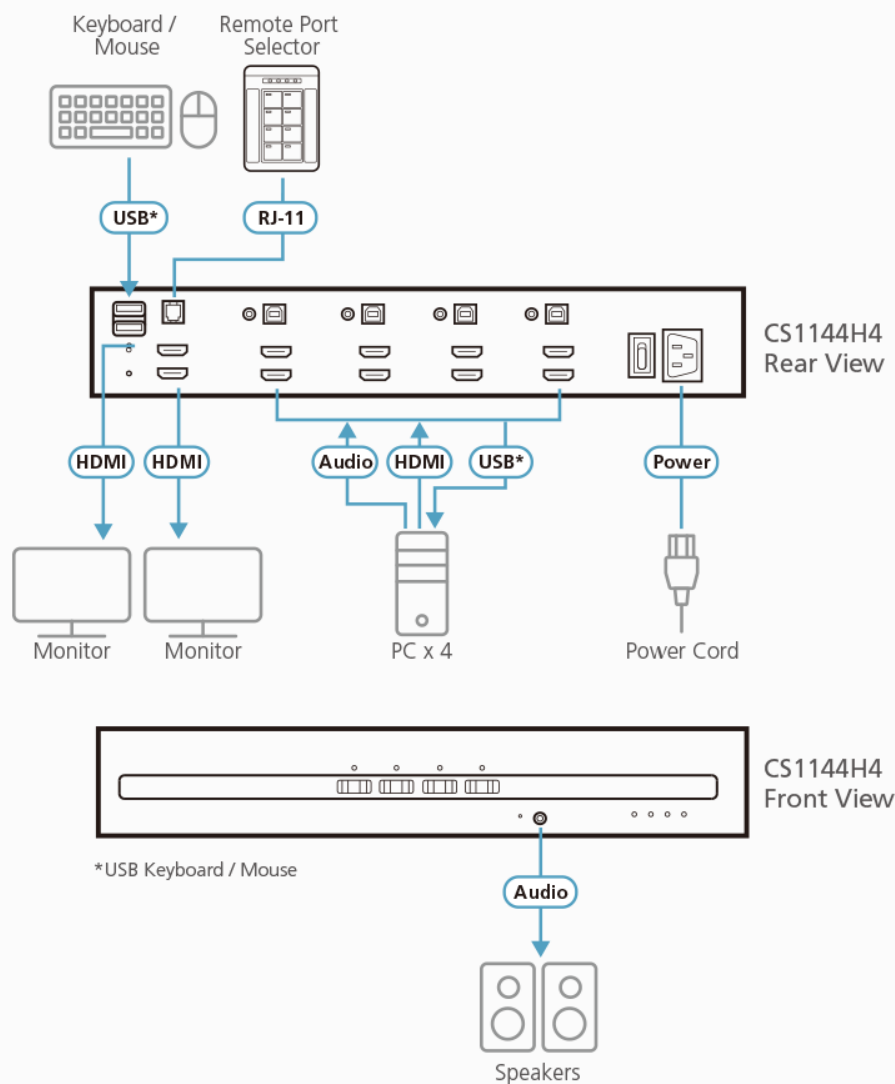 Keyboard /
Mouse
Remote Port
Selector
USB*
RJ-11
CS1144H4
Rear View
HDMI
HDMI
Audio
HDMI
USB*
Power
Monitor
Monitor
PC x 4
Power Cord
CS1144H4
Front View
*USB Keyboard / Mouse
Audio
Speakers